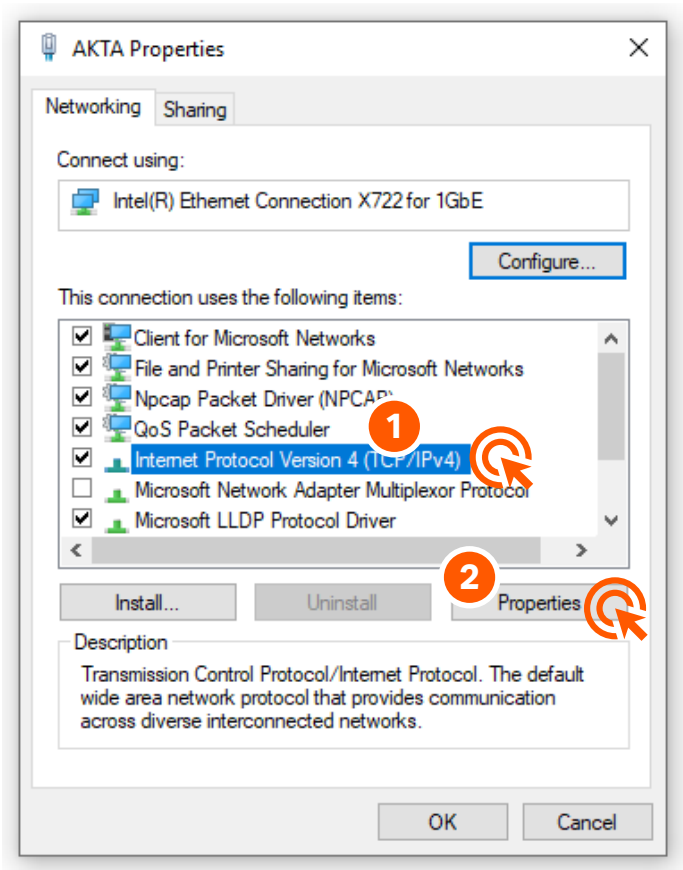 AKTA Properties
Networking
Sharing
Connect using:
Intel(R) Ethernet Connection X722 for 1GbE
Configure...
This connection uses the following items:
Client for Microsoft Networks
File and Printer Sharing for Microsoft Networks
Npcap Packet Driver (NPCAP)
1
QoS Packet Scheduler
Internet Protocol Version 4 (TCP/IPv4)
Microsoft Network Adapter Multiplexor Protocol
Microsoft LLDP Protocol Driver
2
Install...
Uninstall
Properties
Description
Transmission Control Protocol/Internet Protocol. The default
wide area network protocol that provides communication
across diverse interconnected networks.
OK
Cancel